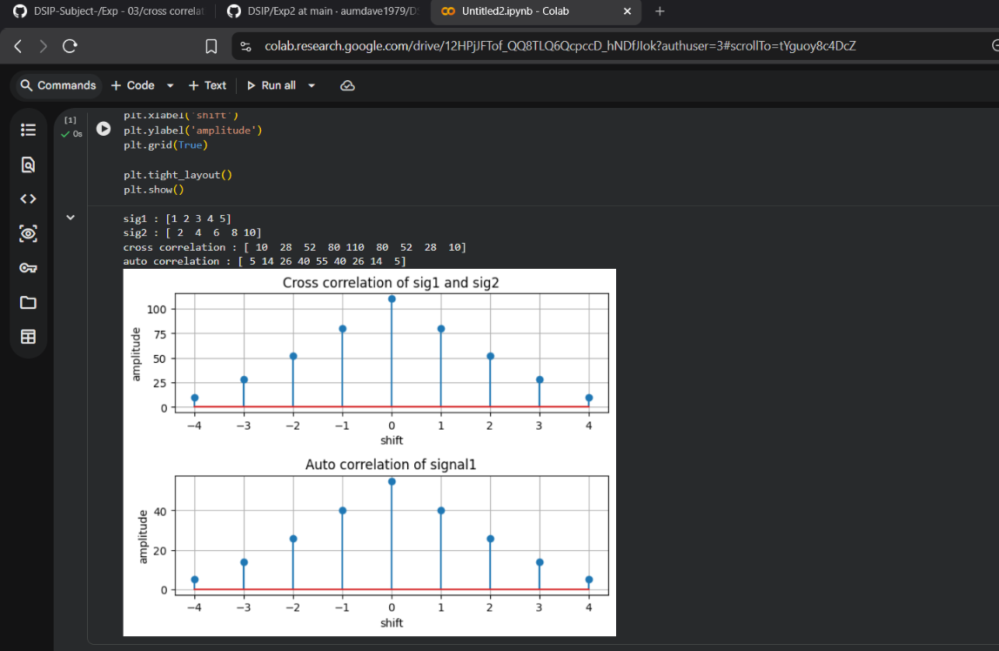 DSIP-Subject-/Exp - 03/cross correlat
DSIP/Exp2 at main · aumdave1979/DS
Untitled2.ipynb - Colab
colab.research.google.com/drive/12HPjJFTof_QQ8TLQ6QcpccD_hNDfJIok?authuser=3#scrollTo=tYguoy8c4DcZ
Commands + Code + Text Run all
[1]
0s
plt.xlabel('shift')
plt.ylabel('amplitude')
plt.grid(True)
plt.tight_layout()
plt.show()
sig1 : [1 2 3 4 5]
sig2 : [ 2  4  6  8 10]
cross correlation : [ 10  28  52  80 110  80  52  28  10]
auto correlation : [ 5 14 26 40 55 40 26 14  5]
Cross correlation of sig1 and sig2
amplitude
100
75
50
25
0
−4 −3 −2 −1 0 1 2 3 4
shift
Auto correlation of signal1
amplitude
40
20
0
−4 −3 −2 −1 0 1 2 3 4
shift